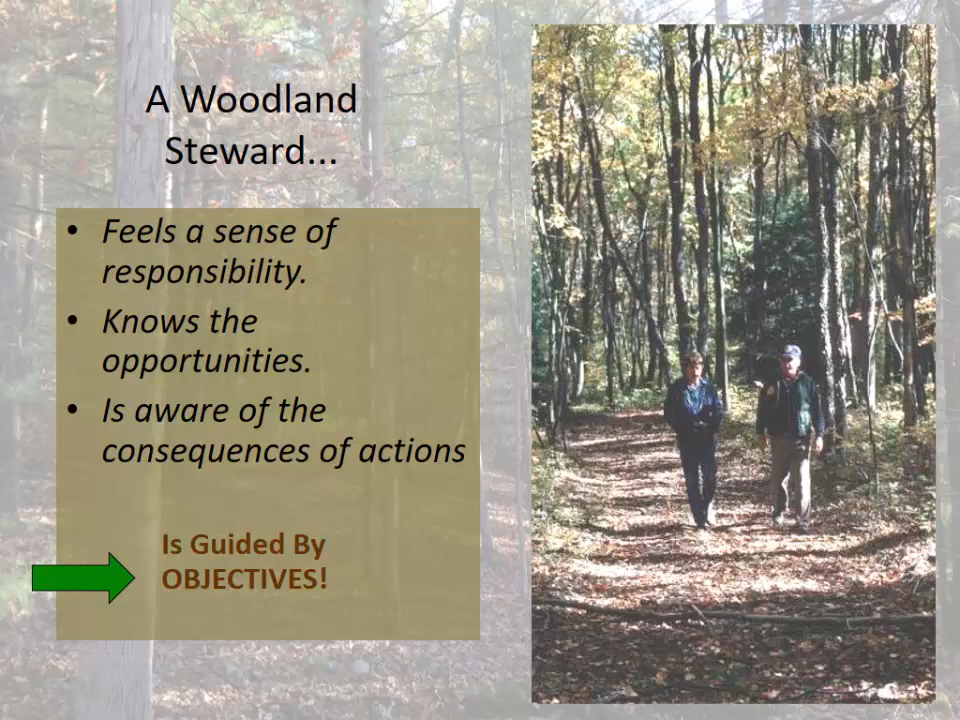 A Woodland
Steward...
• Feels a sense of
responsibility.
• Knows the
opportunities.
• Is aware of the
consequences of actions
Is Guided By
OBJECTIVES!